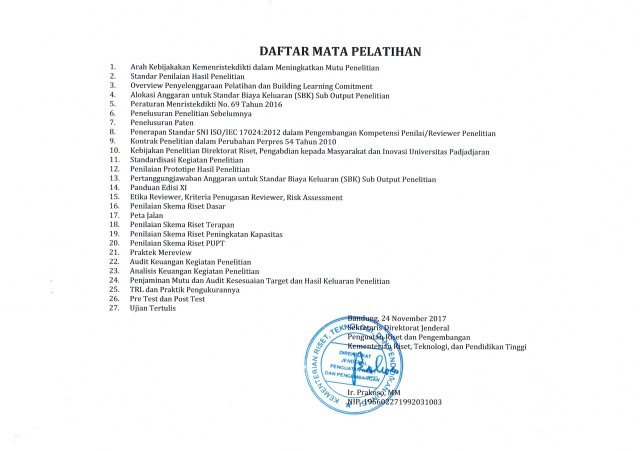 DAFTAR MATA PELATIHAN
1. Arah Kebijakakan Kemenristekdikti dalam Meningkatkan Mutu Penelitian
2. Standar Penilaian Hasil Penelitian
3. Overview Penyelenggaraan Pelatihan dan Building Learning Comitment
4. Alokasi Anggaran untuk Standar Biaya Keluaran (SBK) Sub Output Penelitian
5. Peraturan Menristekdikti No. 69 Tahun 2016
6. Penelusuran Penelitian Sebelumnya
7. Penelusuran Paten
8. Penerapan Standar SNI ISO/IEC 17024:2012 dalam Pengembangan Kompetensi Penilai/Reviewer Penelitian
9. Kontrak Penelitian dalam Perubahan Perpres 54 Tahun 2010
10. Kebijakan Penelitian Direktorat Riset, Pengabdian kepada Masyarakat dan Inovasi Universitas Padjadjaran
11. Standardisasi Kegiatan Penelitian
12. Penilaian Prototipe Hasil Penelitian
13. Pertanggungjawaban Anggaran untuk Standar Biaya Keluaran (SBK) Sub Output Penelitian
14. Panduan Edisi XI
15. Etika Reviewer, Kriteria Penugasan Reviewer, Risk Assessment
16. Penilaian Skema Riset Dasar
17. Peta Jalan
18. Penilaian Skema Riset Terapan
19. Penilaian Skema Riset Peningkatan Kapasitas
20. Penilaian Skema Riset PUPT
21. Praktek Mereview
22. Audit Keuangan Kegiatan Penelitian
23. Analisis Keuangan Kegiatan Penelitian
24. Penjaminan Mutu dan Audit Kesesuaian Target dan Hasil Keluaran Penelitian
25. TRL dan Praktik Pengukurannya
26. Pre Test dan Post Test
27. Ujian Tertulis
Bandung, 24 November 2017
Sekretaris Direktorat Jenderal
Penguatan Riset dan Pengembangan
Kementerian Riset, Teknologi, dan Pendidikan Tinggi
KEMENTERIAN RISET, TEKNOLOGI, DAN PENDIDIKAN
DIREKTORAT
JENDERAL
PENGUATAN
DAN PENGEMBANGAN
Ir. Prakoso, MM
NIP. 196602271992031003